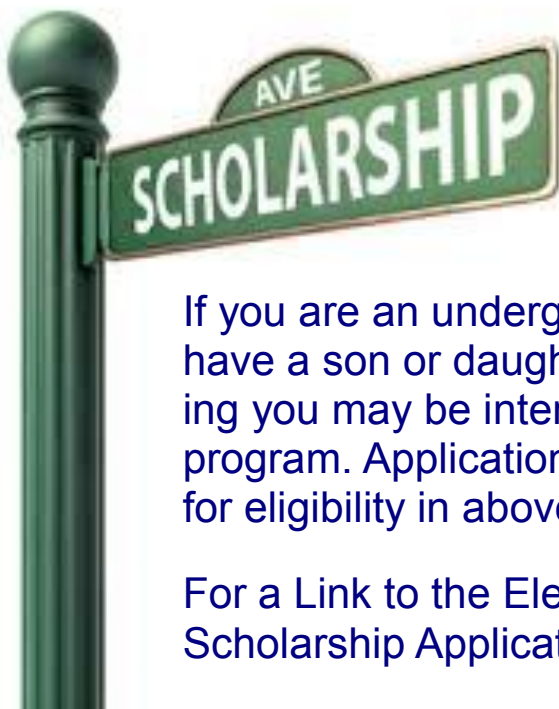 AVE
SCHOLARSHIP
If you are an underg
have a son or daugh
ing you may be inter
program. Application
for eligibility in above
For a Link to the Ele
Scholarship Applicat